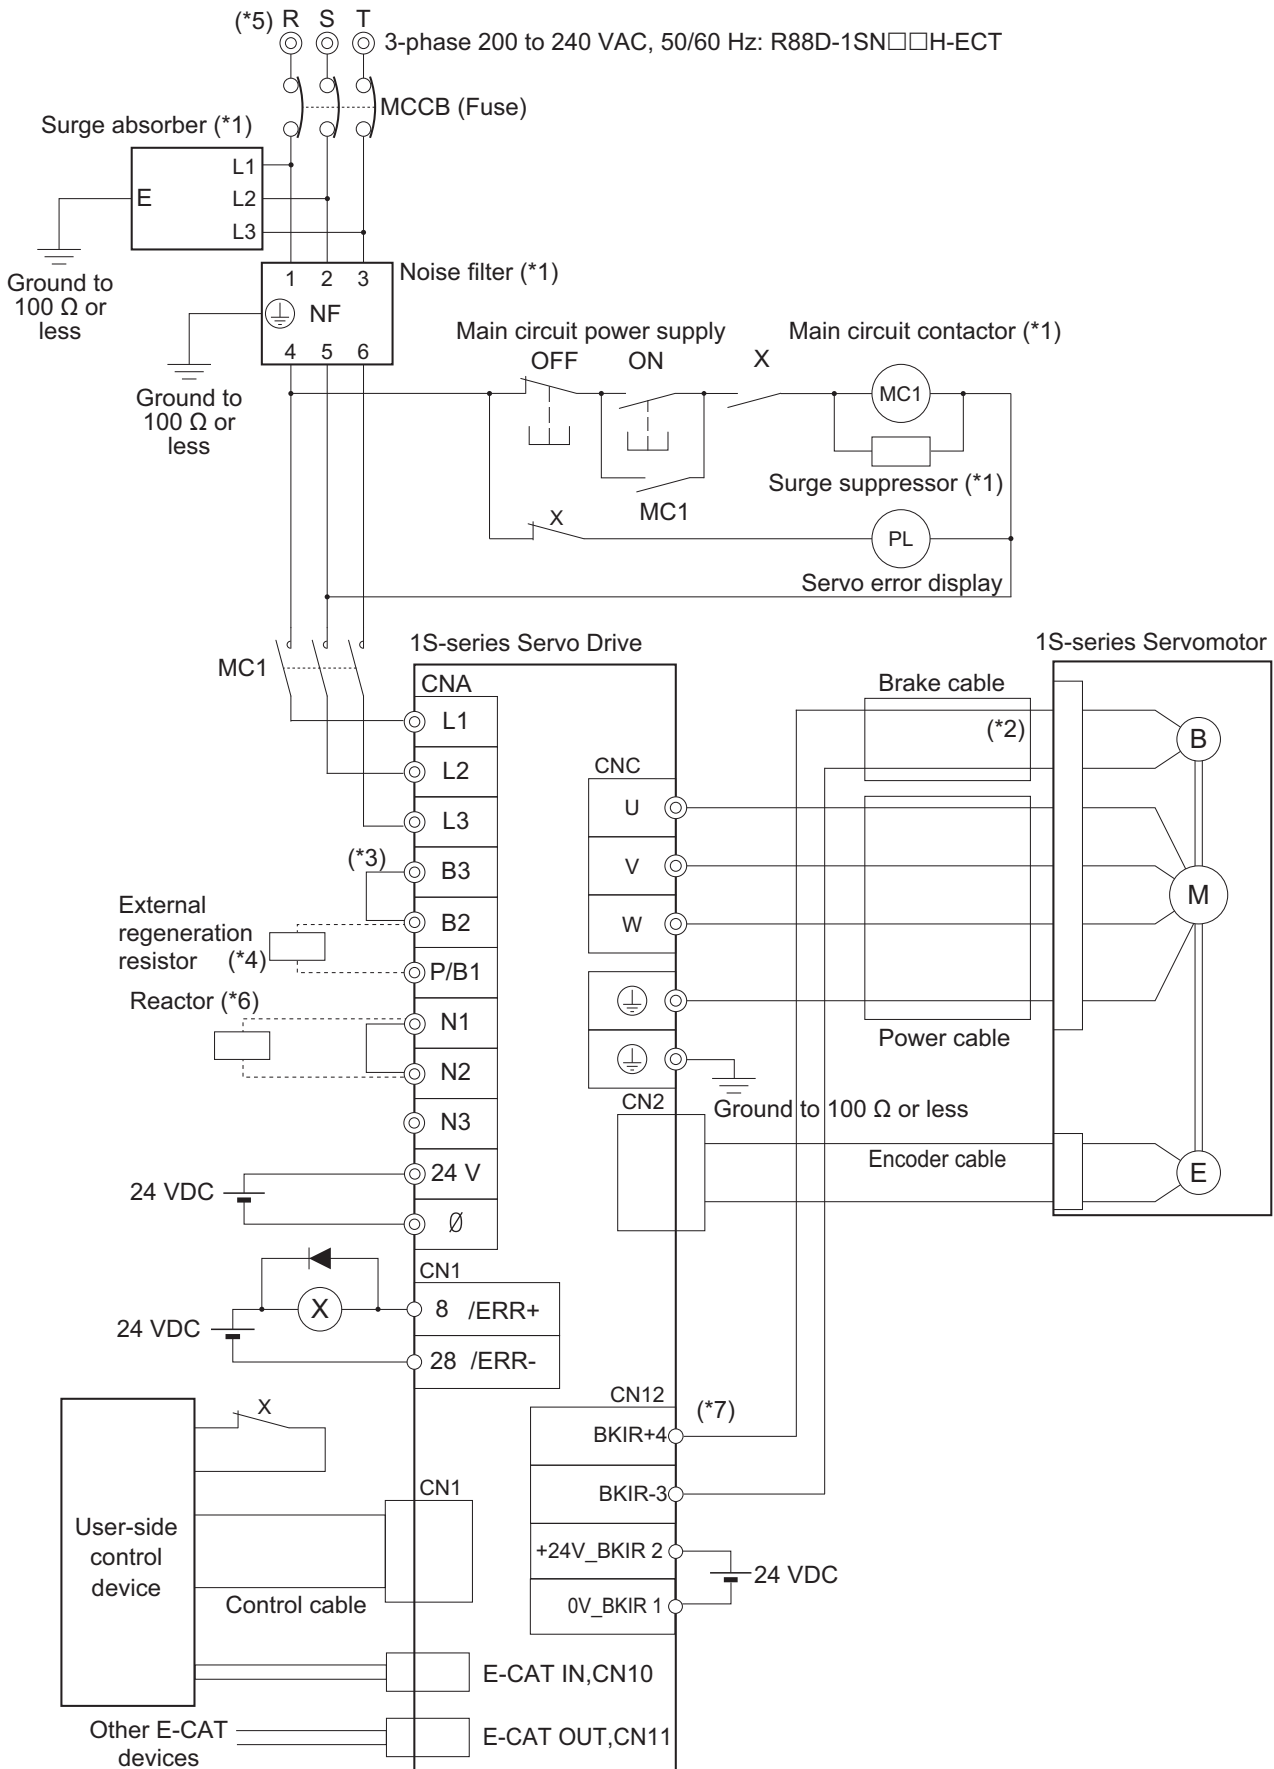 (*5) R S T
3-phase 200 to 240 VAC, 50/60 Hz: R88D-1SN□□H-ECT
MCCB (Fuse)
Surge absorber (*1)
L1
E
L2
L3
Ground to
100 Ω or
less
1 2 3
Noise filter (*1)
NF
4 5 6
Ground to
100 Ω or
less
Main circuit power supply
Main circuit contactor (*1)
OFF
ON
X
MC1
Surge suppressor (*1)
MC1
X
PL
Servo error display
MC1
1S-series Servo Drive
1S-series Servomotor
CNA
L1
L2
L3
(*3)
B3
B2
P/B1
N1
N2
N3
24 V
Ø
External
regeneration
resistor (*4)
Reactor (*6)
24 VDC
CNC
U
V
W
Brake cable
(*2)
B
M
Power cable
CN2
Ground to 100 Ω or less
Encoder cable
E
CN1
8 /ERR+
28 /ERR-
X
24 VDC
CN12
(*7)
BKIR+4
BKIR-3
+24V_BKIR 2
0V_BKIR 1
24 VDC
X
User-side
control
device
CN1
Control cable
E-CAT IN,CN10
Other E-CAT
devices
E-CAT OUT,CN11